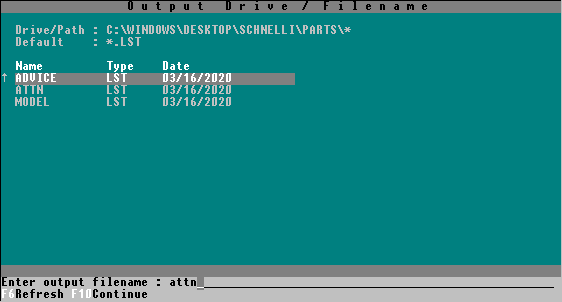 Output Drive / Filename
Drive/Path : C:\WINDOWS\DESKTOP\SCHNELLI\PARTS\*
Default : *.LST
Name Type Date
↑ ADVICE LST 03/16/2020
ATTN LST 03/16/2020
MODEL LST 03/16/2020
Enter output filename : attn_
F6Refresh F10Continue